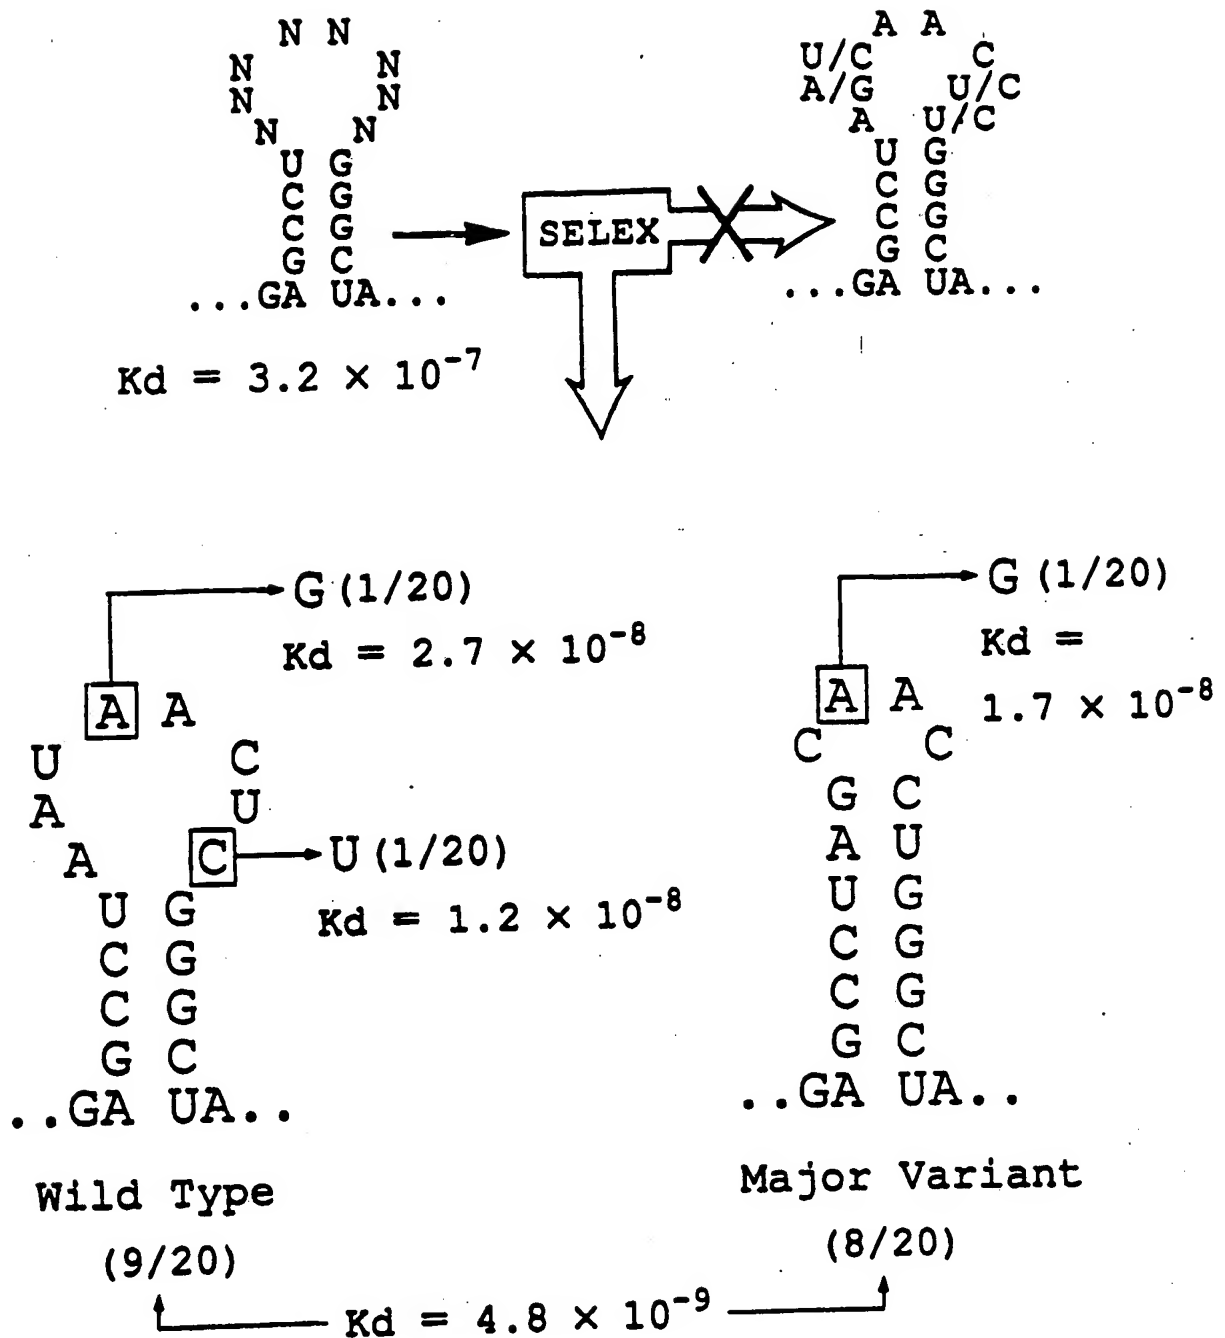 N N
N N
N N
N N
U G
C G
C G
G C
...GA UA...
Kd = 3.2 × 10⁻⁷
SELEX
A A
U/C C
A/G U/C
A U/C
U G
C G
C G
G C
...GA UA...
G (1/20)
Kd = 2.7 × 10⁻⁸
A A
U C
A U
A C
U (1/20)
Kd = 1.2 × 10⁻⁸
U G
C G
C G
G C
..GA UA..
Wild Type
(9/20)
G (1/20)
Kd =
1.7 × 10⁻⁸
A A
C C
G C
A U
U G
C G
C G
G C
..GA UA..
Major Variant
(8/20)
Kd = 4.8 × 10⁻⁹